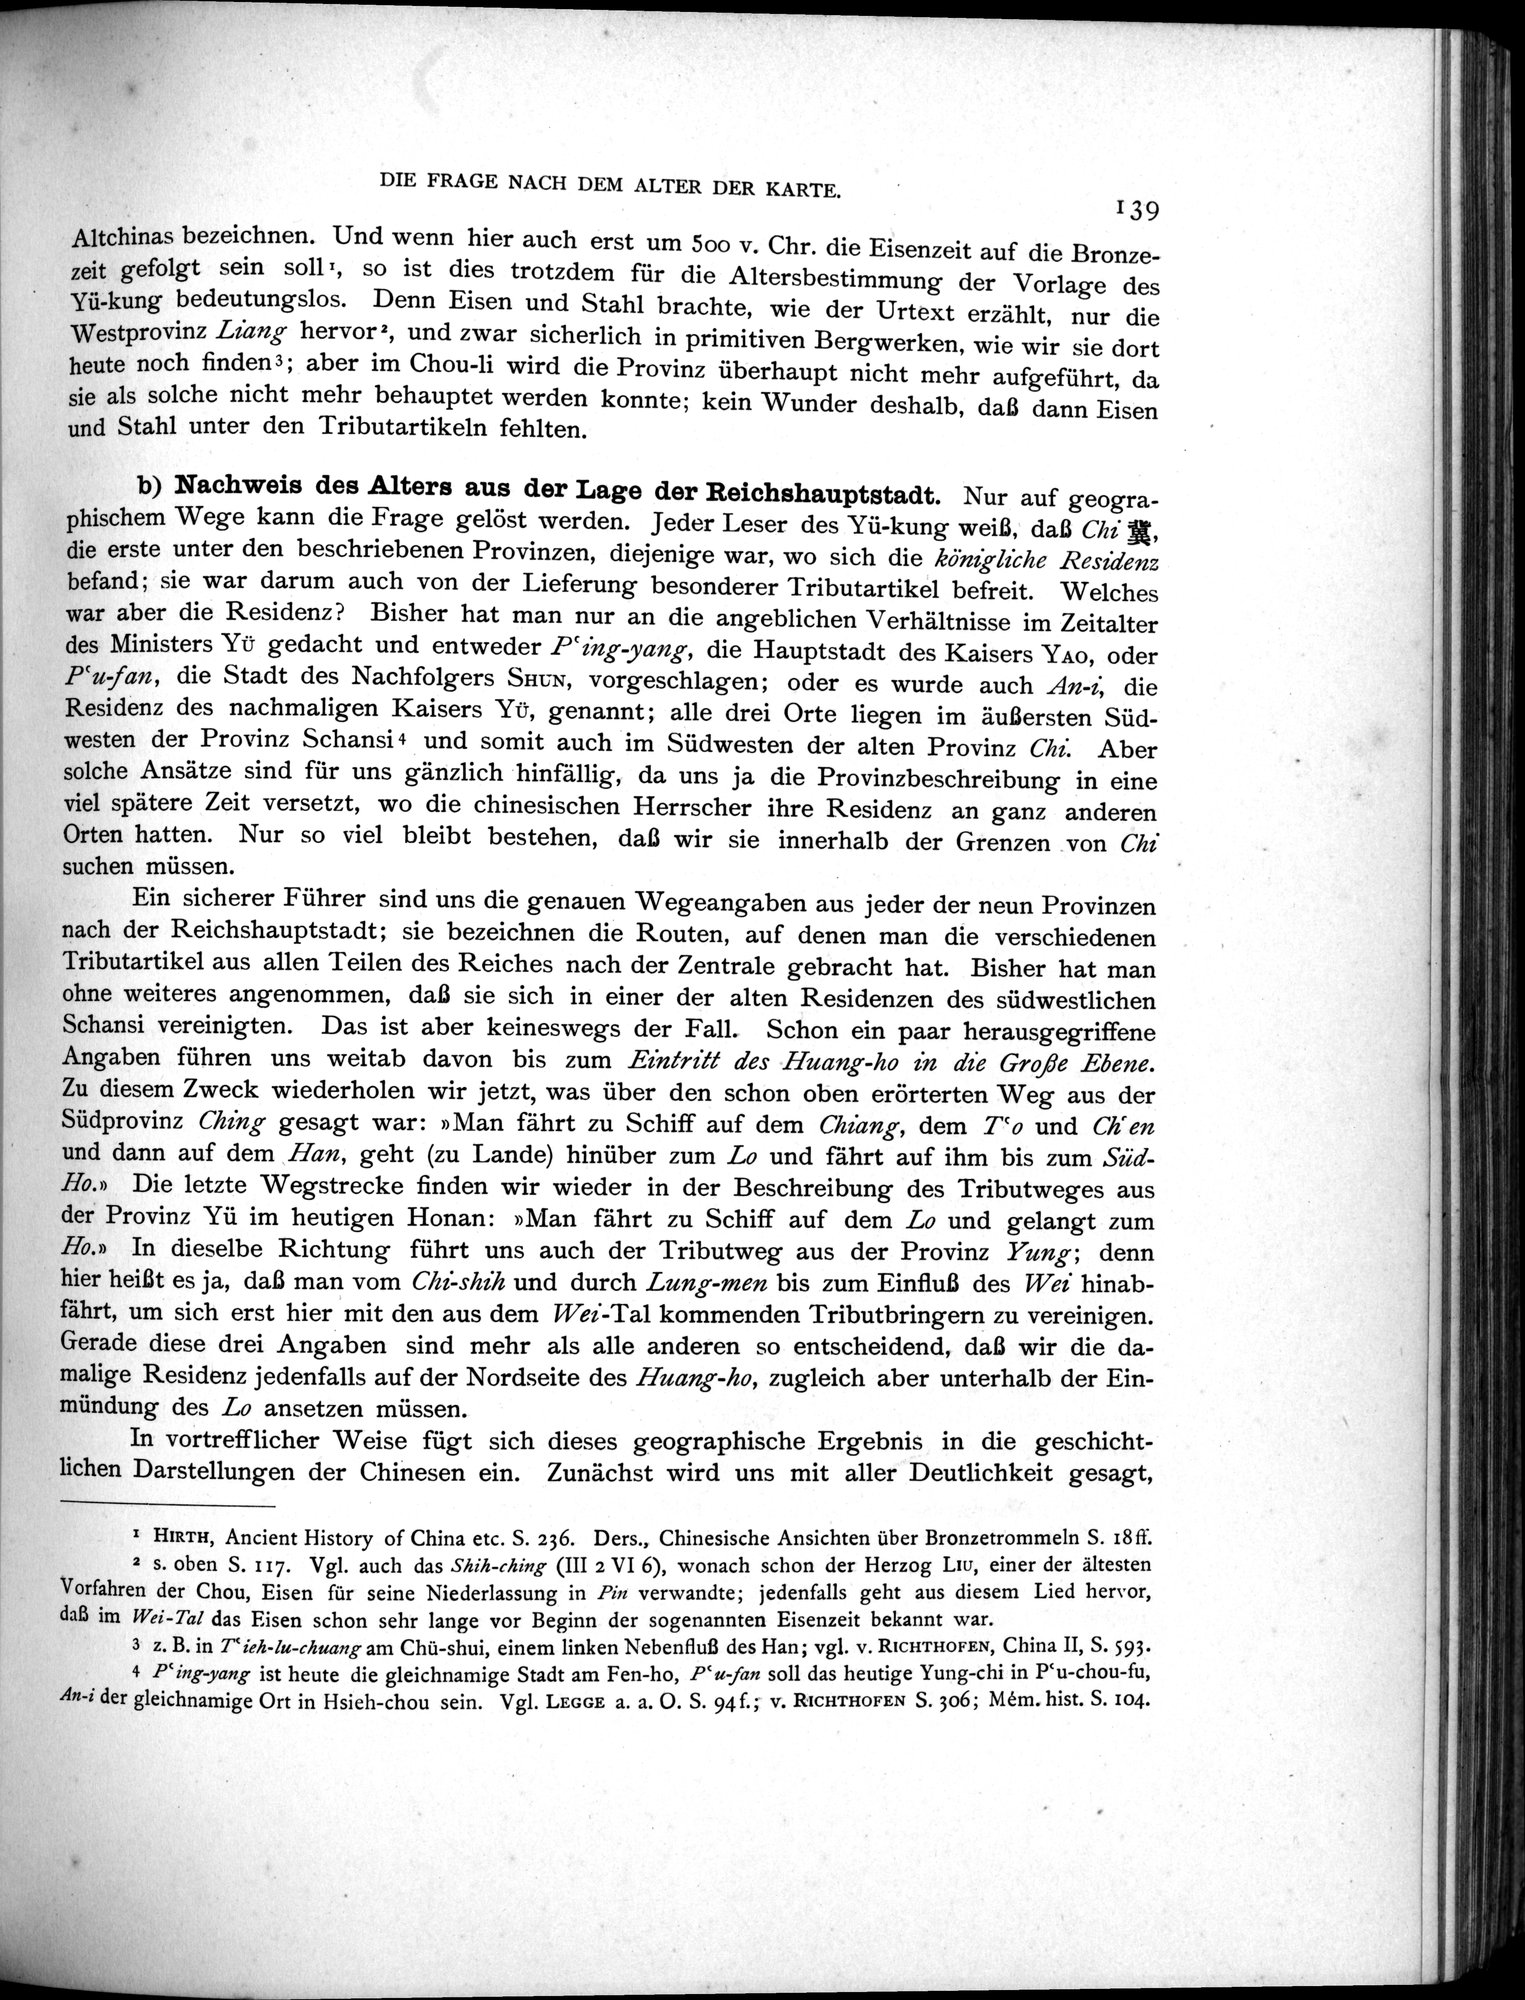 DIE FRAGE NACH DEM ALTER DER KARTE.
139
Altchinas bezeichnen. Und wenn hier auch erst um 500 v. Chr. die Eisenzeit auf die Bronze-
zeit gefolgt sein soll¹, so ist dies trotzdem für die Altersbestimmung der Vorlage des
Yü-kung bedeutungslos. Denn Eisen und Stahl brachte, wie der Urtext erzählt, nur die
Westprovinz Liang hervor², und zwar sicherlich in primitiven Bergwerken, wie wir sie dort
heute noch finden³; aber im Chou-li wird die Provinz überhaupt nicht mehr aufgeführt, da
sie als solche nicht mehr behauptet werden konnte; kein Wunder deshalb, daß dann Eisen
und Stahl unter den Tributartikeln fehlten.
b) Nachweis des Alters aus der Lage der Reichshauptstadt. Nur auf geogra-
phischem Wege kann die Frage gelöst werden. Jeder Leser des Yü-kung weiß, daß Chi 冀,
die erste unter den beschriebenen Provinzen, diejenige war, wo sich die königliche Residenz
befand; sie war darum auch von der Lieferung besonderer Tributartikel befreit. Welches
war aber die Residenz? Bisher hat man nur an die angeblichen Verhältnisse im Zeitalter
des Ministers Yü gedacht und entweder Pʿing-yang, die Hauptstadt des Kaisers Yao, oder
Pʿu-fan, die Stadt des Nachfolgers Shun, vorgeschlagen; oder es wurde auch An-i, die
Residenz des nachmaligen Kaisers Yü, genannt; alle drei Orte liegen im äußersten Süd-
westen der Provinz Schansi⁴ und somit auch im Südwesten der alten Provinz Chi. Aber
solche Ansätze sind für uns gänzlich hinfällig, da uns ja die Provinzbeschreibung in eine
viel spätere Zeit versetzt, wo die chinesischen Herrscher ihre Residenz an ganz anderen
Orten hatten. Nur so viel bleibt bestehen, daß wir sie innerhalb der Grenzen von Chi
suchen müssen.
Ein sicherer Führer sind uns die genauen Wegeangaben aus jeder der neun Provinzen
nach der Reichshauptstadt; sie bezeichnen die Routen, auf denen man die verschiedenen
Tributartikel aus allen Teilen des Reiches nach der Zentrale gebracht hat. Bisher hat man
ohne weiteres angenommen, daß sie sich in einer der alten Residenzen des südwestlichen
Schansi vereinigten. Das ist aber keineswegs der Fall. Schon ein paar herausgegriffene
Angaben führen uns weitab davon bis zum Eintritt des Huang-ho in die Große Ebene.
Zu diesem Zweck wiederholen wir jetzt, was über den schon oben erörterten Weg aus der
Südprovinz Ching gesagt war: »Man fährt zu Schiff auf dem Chiang, dem Tʿo und Chʿen
und dann auf dem Han, geht (zu Lande) hinüber zum Lo und fährt auf ihm bis zum Süd-
Ho.» Die letzte Wegstrecke finden wir wieder in der Beschreibung des Tributweges aus
der Provinz Yü im heutigen Honan: »Man fährt zu Schiff auf dem Lo und gelangt zum
Ho.» In dieselbe Richtung führt uns auch der Tributweg aus der Provinz Yung; denn
hier heißt es ja, daß man vom Chi-shih und durch Lung-men bis zum Einfluß des Wei hinab-
fährt, um sich erst hier mit den aus dem Wei-Tal kommenden Tributbringern zu vereinigen.
Gerade diese drei Angaben sind mehr als alle anderen so entscheidend, daß wir die da-
malige Residenz jedenfalls auf der Nordseite des Huang-ho, zugleich aber unterhalb der Ein-
mündung des Lo ansetzen müssen.
In vortrefflicher Weise fügt sich dieses geographische Ergebnis in die geschicht-
lichen Darstellungen der Chinesen ein. Zunächst wird uns mit aller Deutlichkeit gesagt,
¹ Hirth, Ancient History of China etc. S. 236. Ders., Chinesische Ansichten über Bronzetrommeln S. 18ff.
² s. oben S. 117. Vgl. auch das Shih-ching (III 2 VI 6), wonach schon der Herzog Liu, einer der ältesten
Vorfahren der Chou, Eisen für seine Niederlassung in Pin verwandte; jedenfalls geht aus diesem Lied hervor,
daß im Wei-Tal das Eisen schon sehr lange vor Beginn der sogenannten Eisenzeit bekannt war.
³ z. B. in Tʿieh-lu-chuang am Chü-shui, einem linken Nebenfluß des Han; vgl. v. Richthofen, China II, S. 593.
⁴ Pʿing-yang ist heute die gleichnamige Stadt am Fen-ho, Pʿu-fan soll das heutige Yung-chi in Pʿu-chou-fu,
An-i der gleichnamige Ort in Hsieh-chou sein. Vgl. Legge a. a. O. S. 94f.; v. Richthofen S. 306; Mém. hist. S. 104.